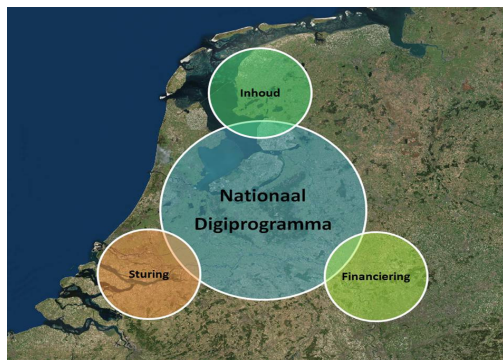 Inhoud
Nationaal
Digiprogramma
Sturing
Financiering